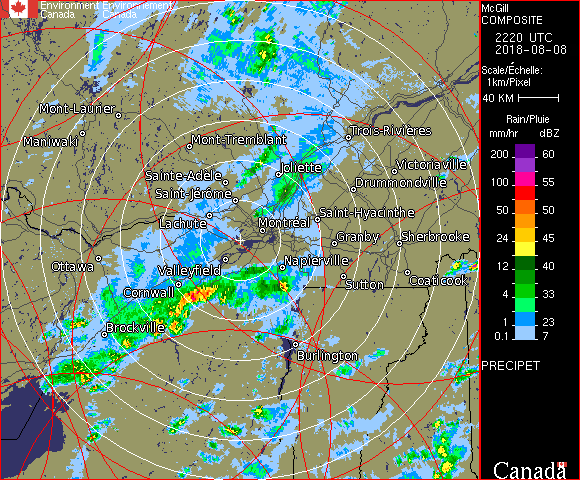 Environment Environnement
Canada Canada
McGill
COMPOSITE
2220 UTC
2018-08-08
Scale/Échelle:
1km/Pixel
40 KM
Rain/Pluie
mm/hr dBZ
200 60
100 55
50 50
24 45
12 40
4 33
1 23
0.1 7
PRECIPET
Canada
Mont-Laurier
Maniwaki
Mont-Tremblant
Trois-Rivières
Sainte-Adèle
Joliette
Victoriaville
Saint-Jérôme
Drummondville
Lachute
Montréal
Saint-Hyacinthe
Granby
Sherbrooke
Ottawa
Valleyfield
Napierville
Cornwall
Sutton
Coaticook
Brockville
Burlington